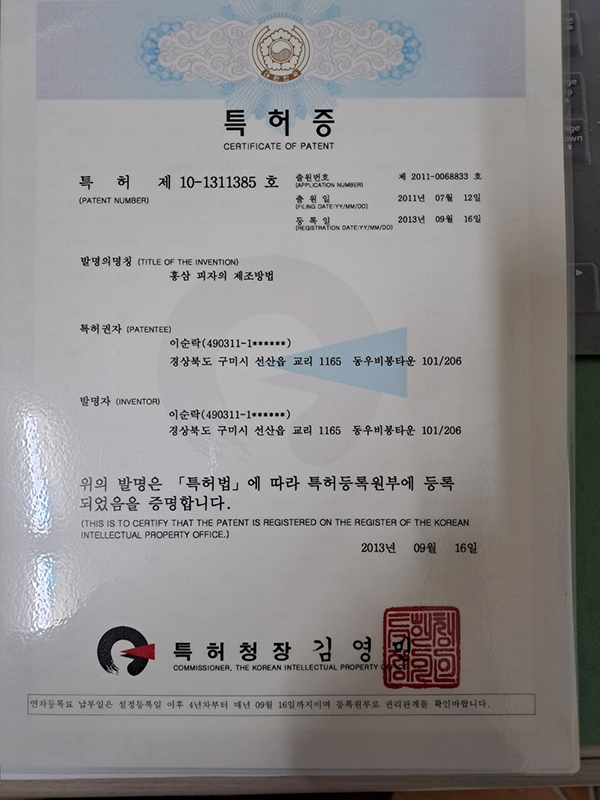 대한민국
특허증
CERTIFICATE OF PATENT
특 허 제 10-1311385 호
(PATENT NUMBER)
출원번호 제 2011-0068833 호
(APPLICATION NUMBER)
출 원 일 2011년 07월 12일
(FILING DATE:YY/MM/DD)
등 록 일 2013년 09월 16일
(REGISTRATION DATE:YY/MM/DD)
발명의명칭 (TITLE OF THE INVENTION)
홍삼 피자의 제조방법
특허권자 (PATENTEE)
이순락(490311-1******)
경상북도 구미시 선산읍 교리 1165 동우비봉타운 101/206
발명자 (INVENTOR)
이순락(490311-1******)
경상북도 구미시 선산읍 교리 1165 동우비봉타운 101/206
위의 발명은 「특허법」에 따라 특허등록원부에 등록
되었음을 증명합니다.
(THIS IS TO CERTIFY THAT THE PATENT IS REGISTERED ON THE REGISTER OF THE KOREAN
INTELLECTUAL PROPERTY OFFICE.)
2013년 09월 16일
특허청장 김영민
COMMISSIONER, THE KOREAN INTELLECTUAL PROPERTY OFFICE
연차등록료 납부일은 설정등록일 이후 4년차부터 매년 09월 16일까지이며 등록원부로 권리관계를 확인바랍니다.